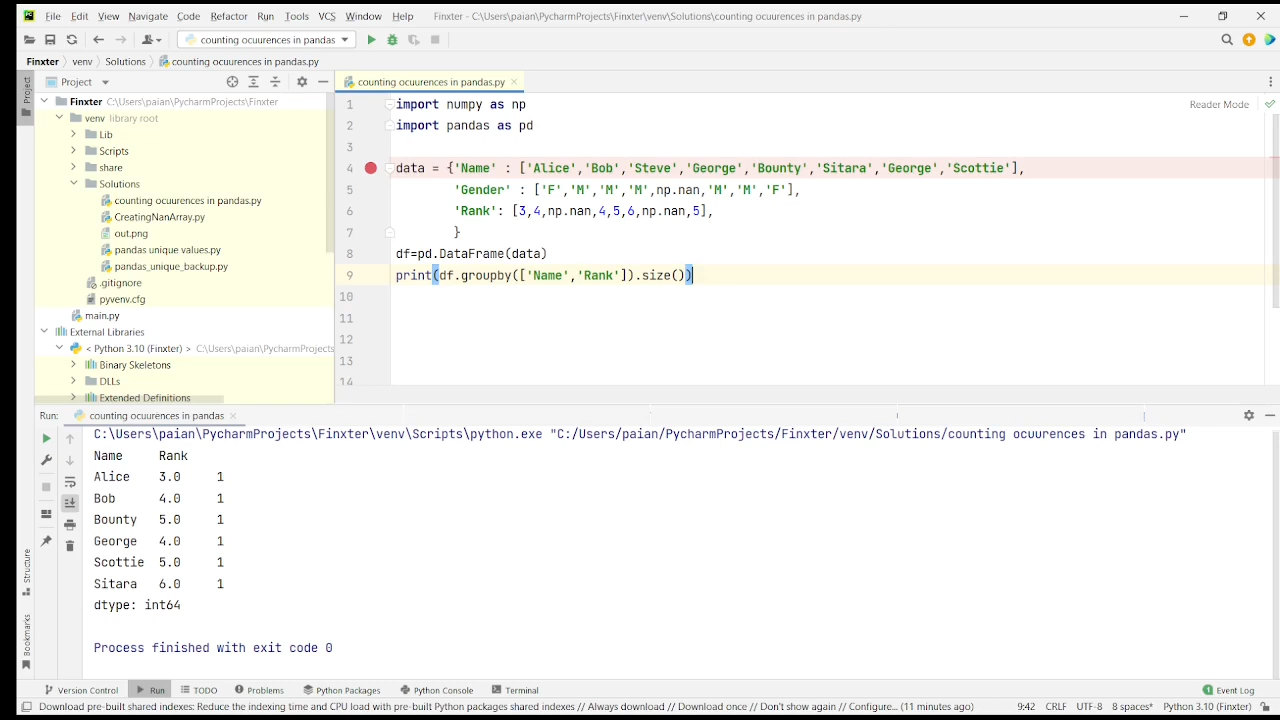 File Edit View Navigate Code Refactor Run Tools VCS Window Help Finxter - C:\Users\paian\PycharmProjects\Finxter\venv\Solutions\counting ocuurences in pandas.py
counting ocuurences in pandas
Finxter venv Solutions counting ocuurences in pandas.py
Project
counting ocuurences in pandas.py
Project
Finxter C:\Users\paian\PycharmProjects\Finxter
venv library root
Lib
Scripts
share
Solutions
counting ocuurences in pandas.py
CreatingNanArray.py
out.png
pandas unique values.py
pandas_unique_backup.py
.gitignore
pyvenv.cfg
main.py
External Libraries
< Python 3.10 (Finxter) > C:\Users\paian\PycharmProjects
Binary Skeletons
DLLs
Extended Definitions
Reader Mode
1 import numpy as np
2 import pandas as pd
3
4 data = {'Name' : ['Alice','Bob','Steve','George','Bounty','Sitara','George','Scottie'],
5 'Gender' : ['F','M','M','M',np.nan,'M','M','F'],
6 'Rank': [3,4,np.nan,4,5,6,np.nan,5],
7 }
8 df=pd.DataFrame(data)
9 print(df.groupby(['Name','Rank']).size())
10
11
12
13
14
Run: counting ocuurences in pandas
C:\Users\paian\PycharmProjects\Finxter\venv\Scripts\python.exe "C:/Users/paian/PycharmProjects/Finxter/venv/Solutions/counting ocuurences in pandas.py"
Name Rank
Alice 3.0 1
Bob 4.0 1
Bounty 5.0 1
George 4.0 1
Scottie 5.0 1
Sitara 6.0 1
dtype: int64
Process finished with exit code 0
Structure
Bookmarks
Version Control Run TODO Problems Python Packages Python Console Terminal Event Log
Download pre-built shared indexes: Reduce the indexing time and CPU load with pre-built Python packages shared indexes // Always download // Download once // Don't show again // Configure... (11 minutes ago) 9:42 CRLF UTF-8 8 spaces* Python 3.10 (Finxter)